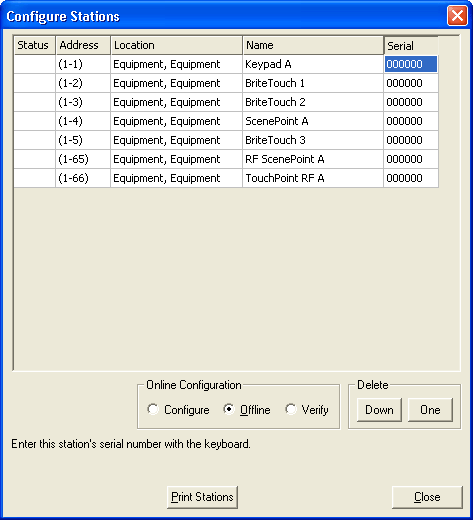 Configure Stations
Status Address Location Name Serial
(1-1) Equipment, Equipment Keypad A 000000
(1-2) Equipment, Equipment BriteTouch 1 000000
(1-3) Equipment, Equipment BriteTouch 2 000000
(1-4) Equipment, Equipment ScenePoint A 000000
(1-5) Equipment, Equipment BriteTouch 3 000000
(1-65) Equipment, Equipment RF ScenePoint A 000000
(1-66) Equipment, Equipment TouchPoint RF A 000000
Online Configuration Delete
Configure Offline Verify Down One
Enter this station's serial number with the keyboard.
Print Stations Close